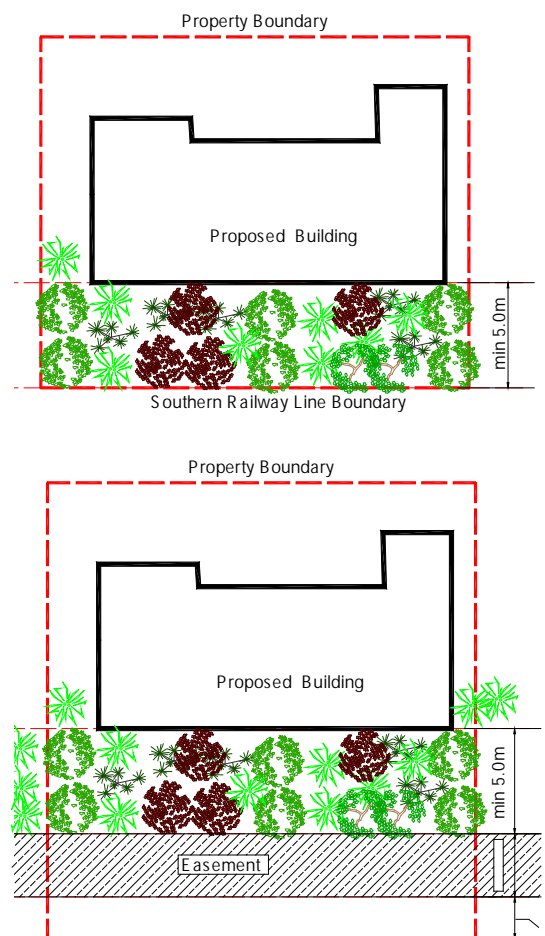 Property Boundary
Proposed Building
min 5.0m
Southern Railway Line Boundary
Property Boundary
Proposed Building
min 5.0m
Easement